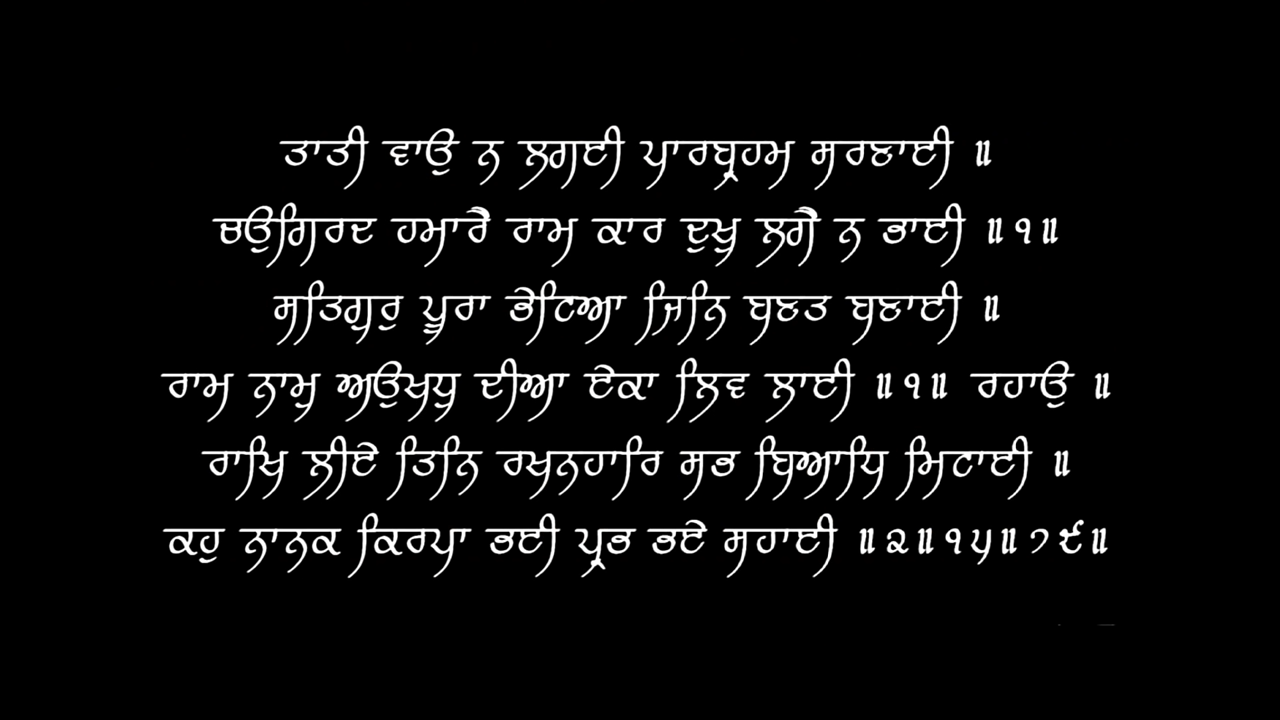 ਤਾਤੀ ਵਾਉ ਨ ਲਗਈ ਪਾਰਬ੍ਰਹਮ ਸਰਣਾਈ ॥
ਚਉਗਿਰਦ ਹਮਾਰੈ ਰਾਮ ਕਾਰ ਦੁਖੁ ਲਗੈ ਨ ਭਾਈ ॥੧॥
ਸਤਿਗੁਰੁ ਪੂਰਾ ਭੇਟਿਆ ਜਿਨਿ ਬਣਤ ਬਣਾਈ ॥
ਰਾਮ ਨਾਮੁ ਅਉਖਧੁ ਦੀਆ ਏਕਾ ਲਿਵ ਲਾਈ ॥੧॥ ਰਹਾਉ ॥
ਰਾਖਿ ਲੀਏ ਤਿਨਿ ਰਖਨਹਾਰਿ ਸਭ ਬਿਆਧਿ ਮਿਟਾਈ ॥
ਕਹੁ ਨਾਨਕ ਕਿਰਪਾ ਭਈ ਪ੍ਰਭ ਭਏ ਸਹਾਈ ॥੨॥੧੫॥੭੯॥